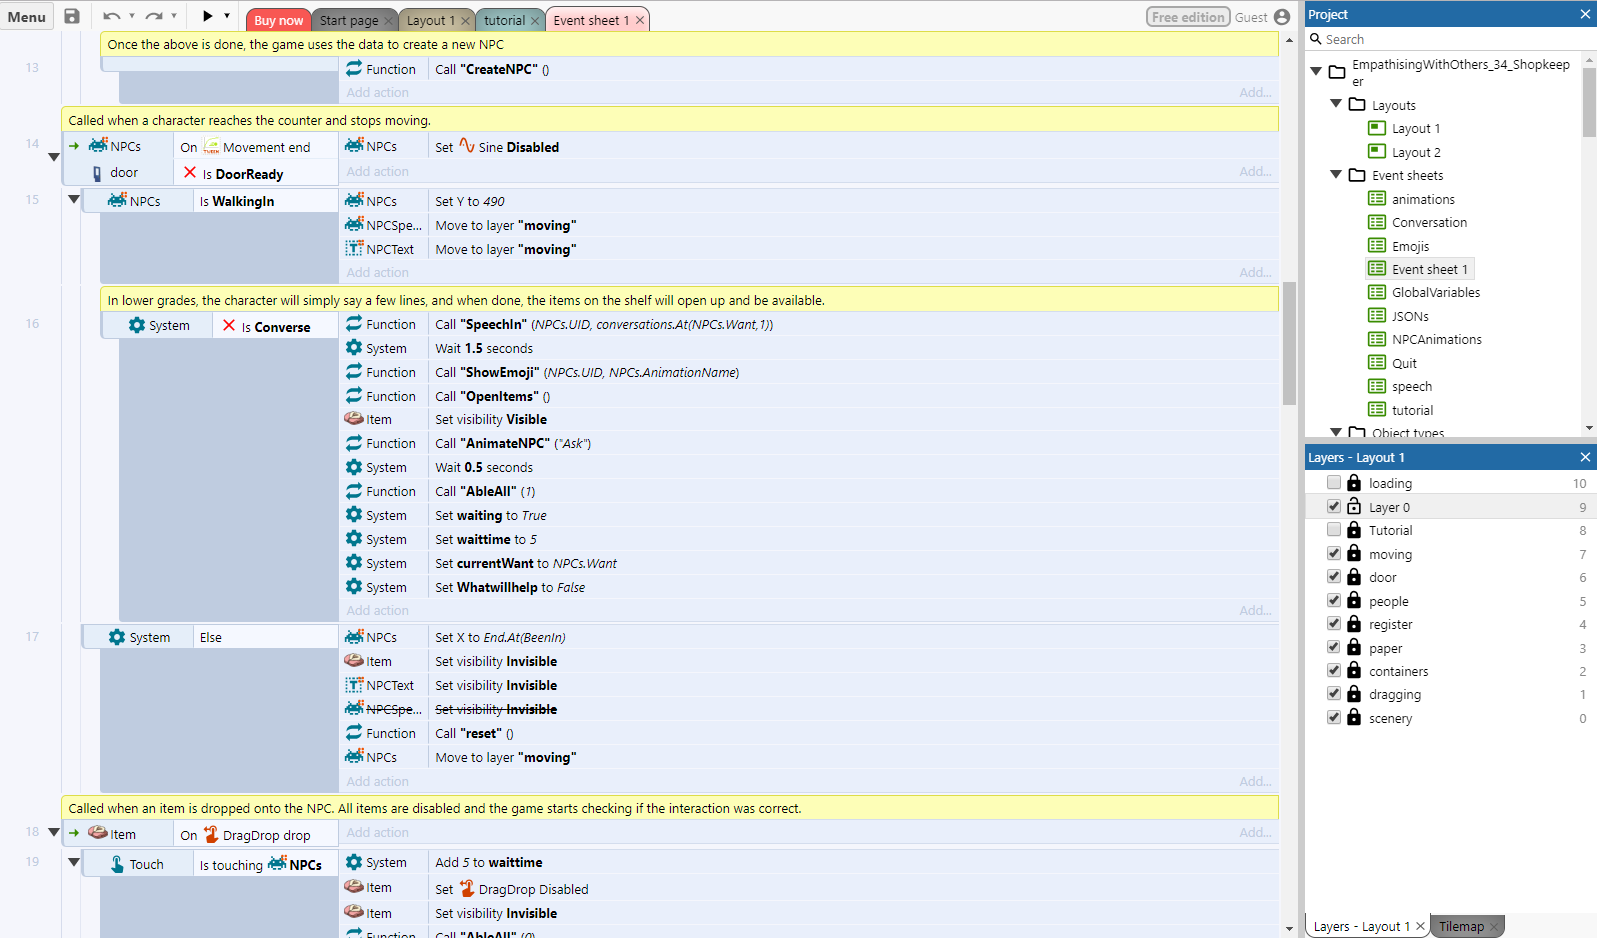 Menu
Buy now
Start page
Layout 1
tutorial
Event sheet 1
Free edition
Guest
Once the above is done, the game uses the data to create a new NPC
13
Function Call "CreateNPC" ()
Add action Add...
Called when a character reaches the counter and stops moving.
14 NPCs On Movement end NPCs Set Sine Disabled
door Is DoorReady Add action Add...
15 NPCs Is WalkingIn NPCs Set Y to 490
NPCSpe... Move to layer "moving"
NPCText Move to layer "moving"
Add action Add...
In lower grades, the character will simply say a few lines, and when done, the items on the shelf will open up and be available.
16 System Is Converse Function Call "SpeechIn" (NPCs.UID, conversations.At(NPCs.Want,1))
System Wait 1.5 seconds
Function Call "ShowEmoji" (NPCs.UID, NPCs.AnimationName)
Function Call "OpenItems" ()
Item Set visibility Visible
Function Call "AnimateNPC" ("Ask")
System Wait 0.5 seconds
Function Call "AbleAll" (1)
System Set waiting to True
System Set waittime to 5
System Set currentWant to NPCs.Want
System Set Whatwillhelp to False
Add action Add...
17 System Else NPCs Set X to End.At(BeenIn)
Item Set visibility Invisible
NPCText Set visibility Invisible
NPCSpe... Set visibility Invisible
Function Call "reset" ()
NPCs Move to layer "moving"
Add action Add...
Called when an item is dropped onto the NPC. All items are disabled and the game starts checking if the interaction was correct.
18 Item On DragDrop drop Add action Add...
19 Touch Is touching NPCs System Add 5 to waittime
Item Set DragDrop Disabled
Item Set visibility Invisible
Function Call "AbleAll" (0)
Project
Search
EmpathisingWithOthers_34_Shopkeep
er
Layouts
Layout 1
Layout 2
Event sheets
animations
Conversation
Emojis
Event sheet 1
GlobalVariables
JSONs
NPCAnimations
Quit
speech
tutorial
Object types
Layers - Layout 1
loading 10
Layer 0 9
Tutorial 8
moving 7
door 6
people 5
register 4
paper 3
containers 2
dragging 1
scenery 0
Layers - Layout 1
Tilemap